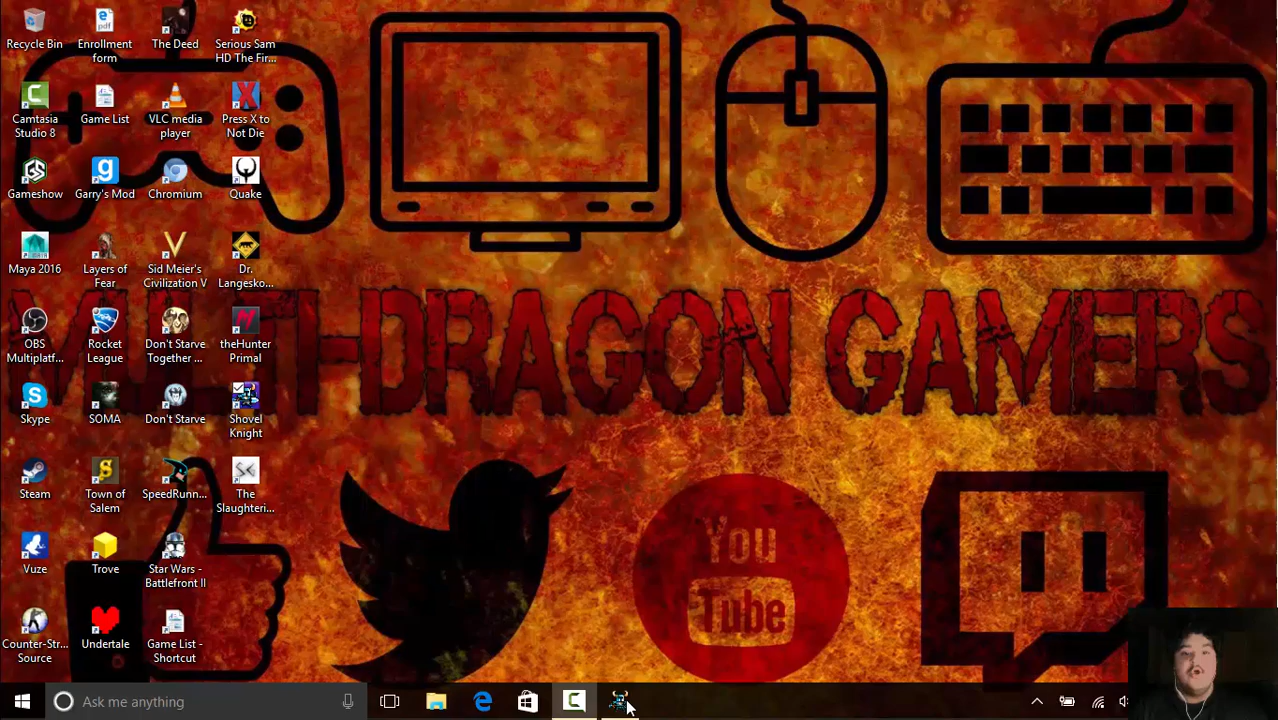 Recycle Bin
Enrollment form
The Deed
Serious Sam HD The Fir...
Camtasia Studio 8
Game List
VLC media player
Press X to Not Die
Gameshow
Garry's Mod
Chromium
Quake
Maya 2016
Layers of Fear
Sid Meier's Civilization V
Dr. Langesko...
OBS Multiplatf...
Rocket League
Don't Starve Together ...
theHunter Primal
Skype
SOMA
Don't Starve
Shovel Knight
Steam
Town of Salem
SpeedRunn...
The Slaughteri...
Vuze
Trove
Star Wars - Battlefront II
Counter-Str... Source
Undertale
Game List - Shortcut
MULTI-DRAGON GAMERS
You
Tube
Ask me anything